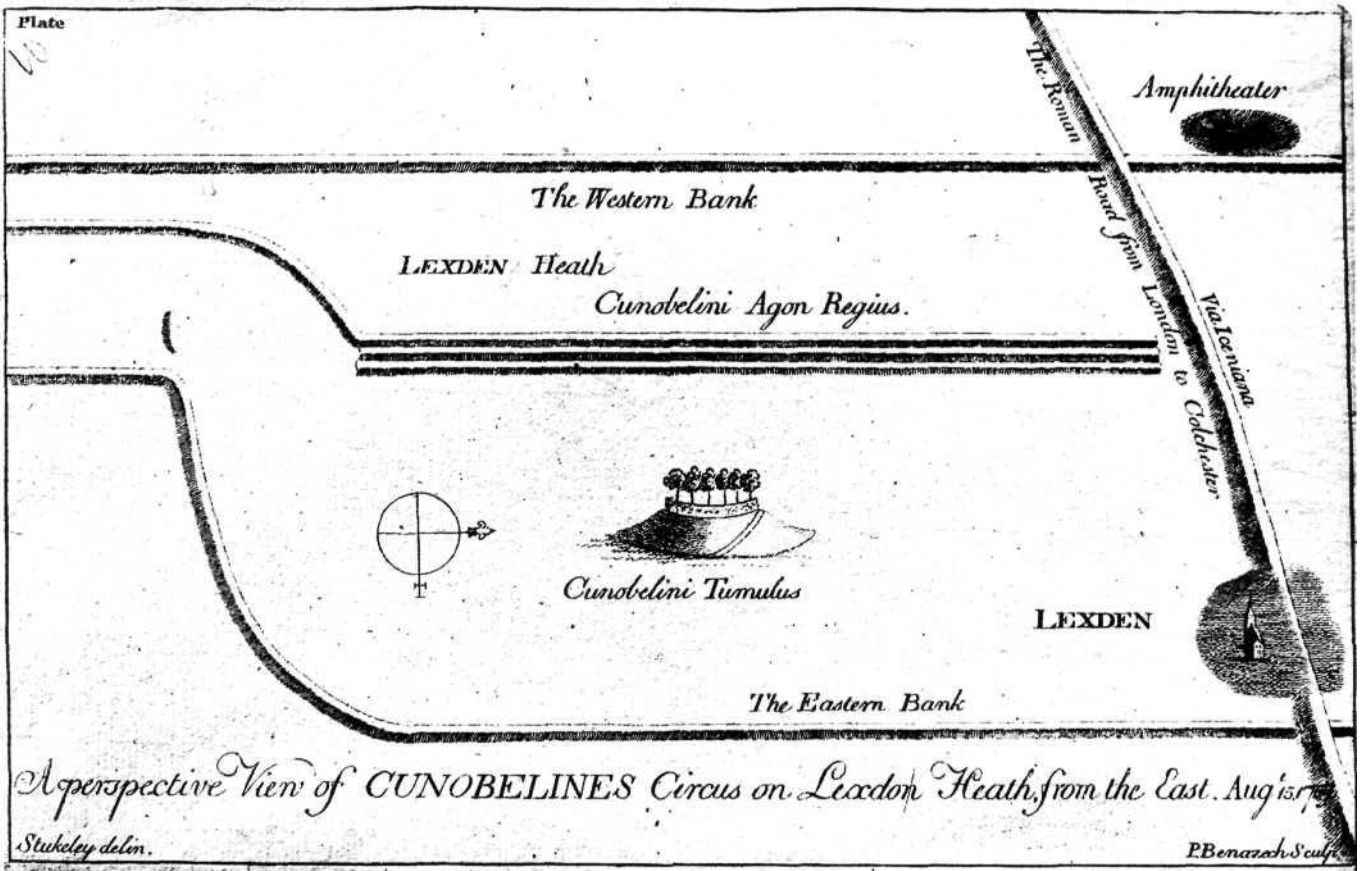 Plate
Amphitheater
The Roman Road from London to Colchester
The Western Bank
LEXDEN Heath
Cunobelini Agon Regius.
Via Iceniana
Cunobelini Tumulus
LEXDEN
The Eastern Bank
A perspective View of CUNOBELINES Circus on Lexdon Heath, from the East. Aug 15.
Stukeley delin.
P. Benazech Sculp